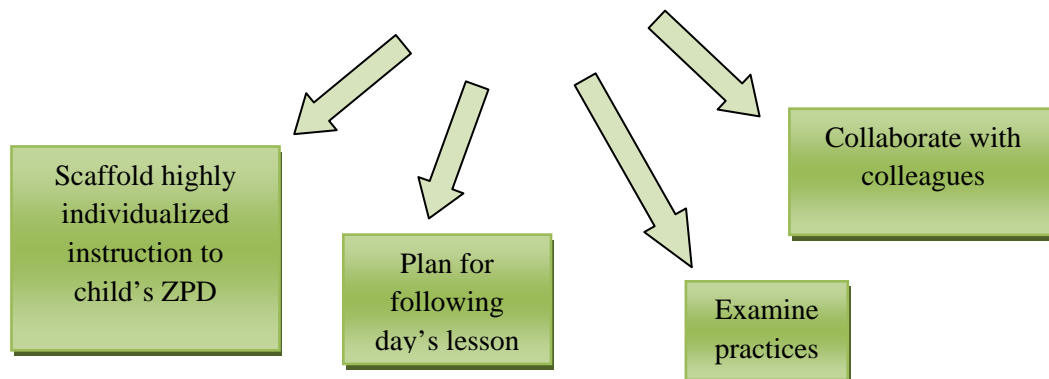 Scaffold highly
individualized
instruction to
child’s ZPD
Plan for
following
day’s lesson
Examine
practices
Collaborate with
colleagues